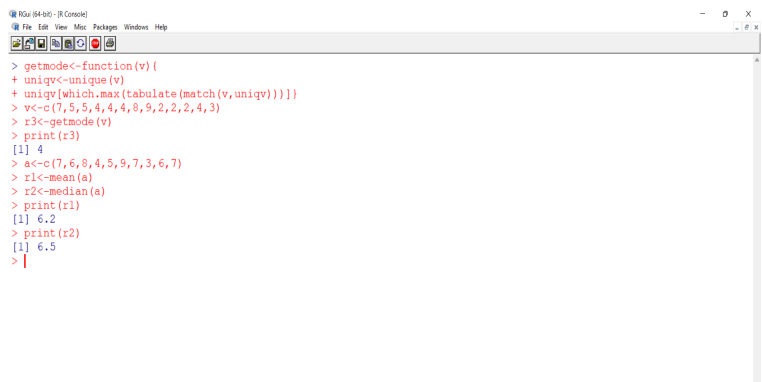 RGui (64-bit) - [R Console]
File Edit View Misc Packages Windows Help
STOP
> getmode<-function(v){
+ uniqv<-unique(v)
+ uniqv[which.max(tabulate(match(v,uniqv)))]}
> v<-c(7,5,5,4,4,4,8,9,2,2,2,4,3)
> r3<-getmode(v)
> print(r3)
[1] 4
> a<-c(7,6,8,4,5,9,7,3,6,7)
> r1<-mean(a)
> r2<-median(a)
> print(r1)
[1] 6.2
> print(r2)
[1] 6.5
>